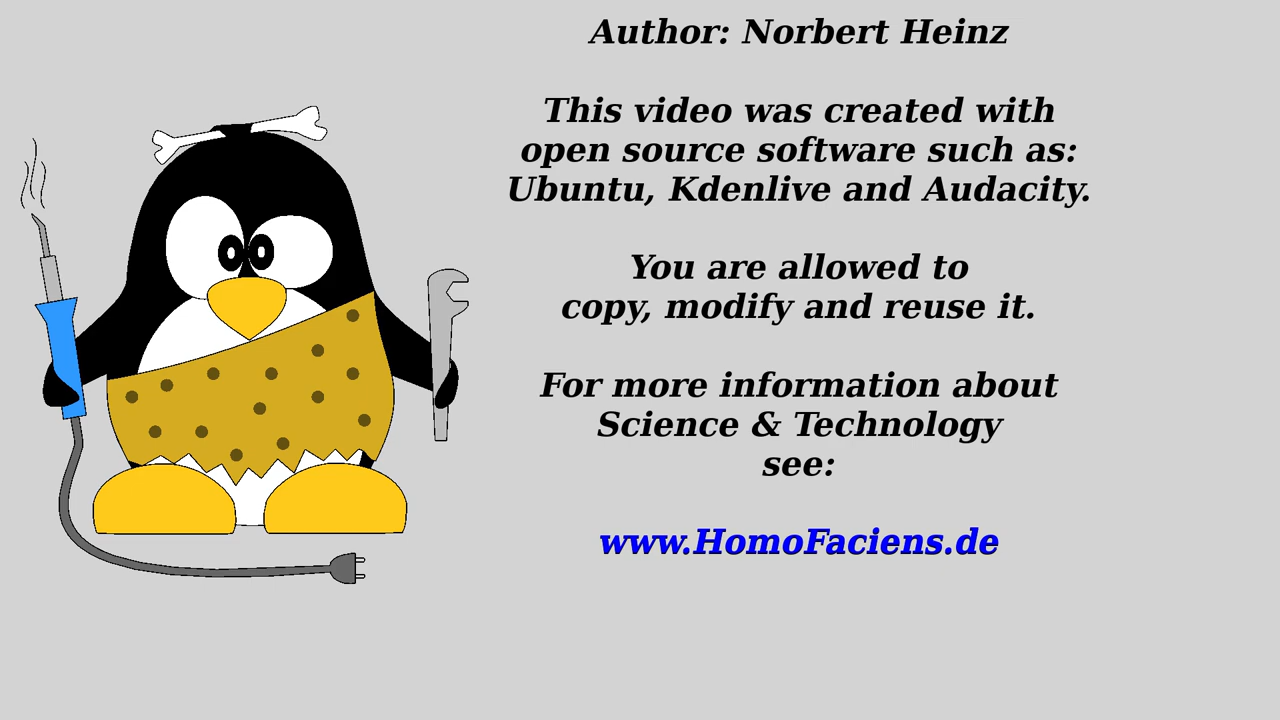 Author: Norbert Heinz
This video was created with
open source software such as:
Ubuntu, Kdenlive and Audacity.
You are allowed to
copy, modify and reuse it.
For more information about
Science & Technology
see:
www.HomoFaciens.de